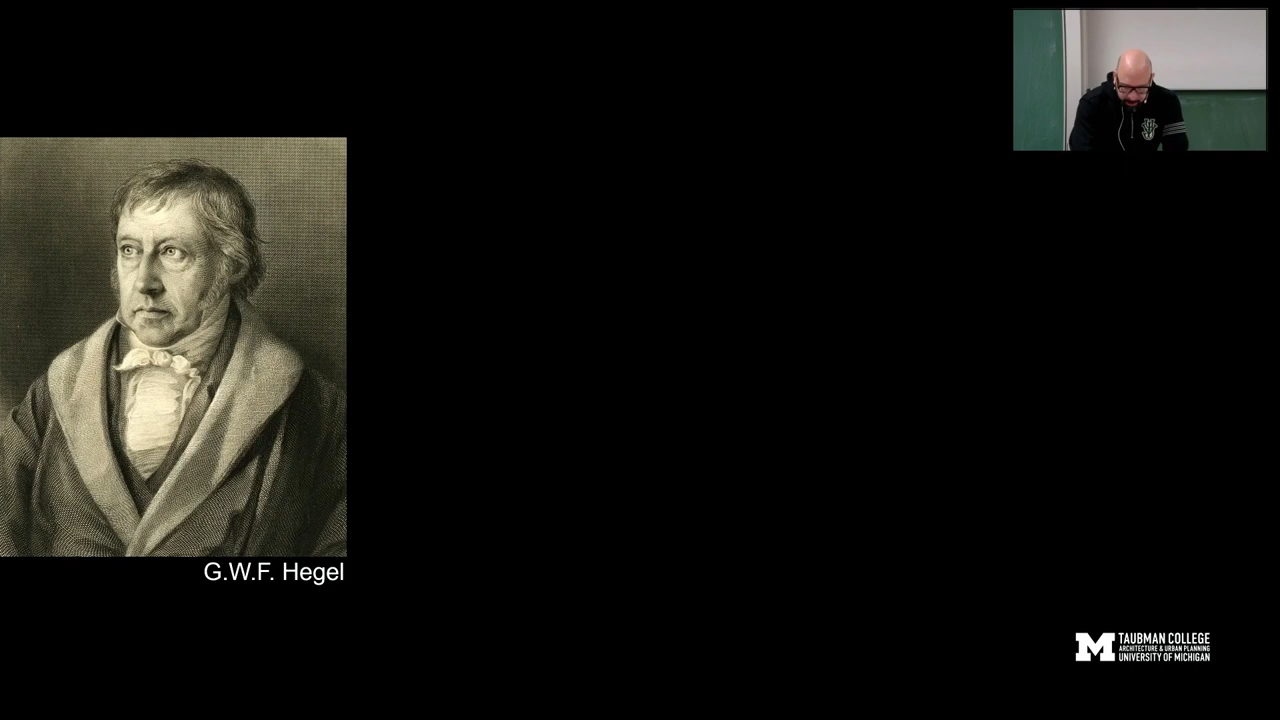 G.W.F. Hegel
M
TAUBMAN COLLEGE
ARCHITECTURE & URBAN PLANNING
UNIVERSITY OF MICHIGAN